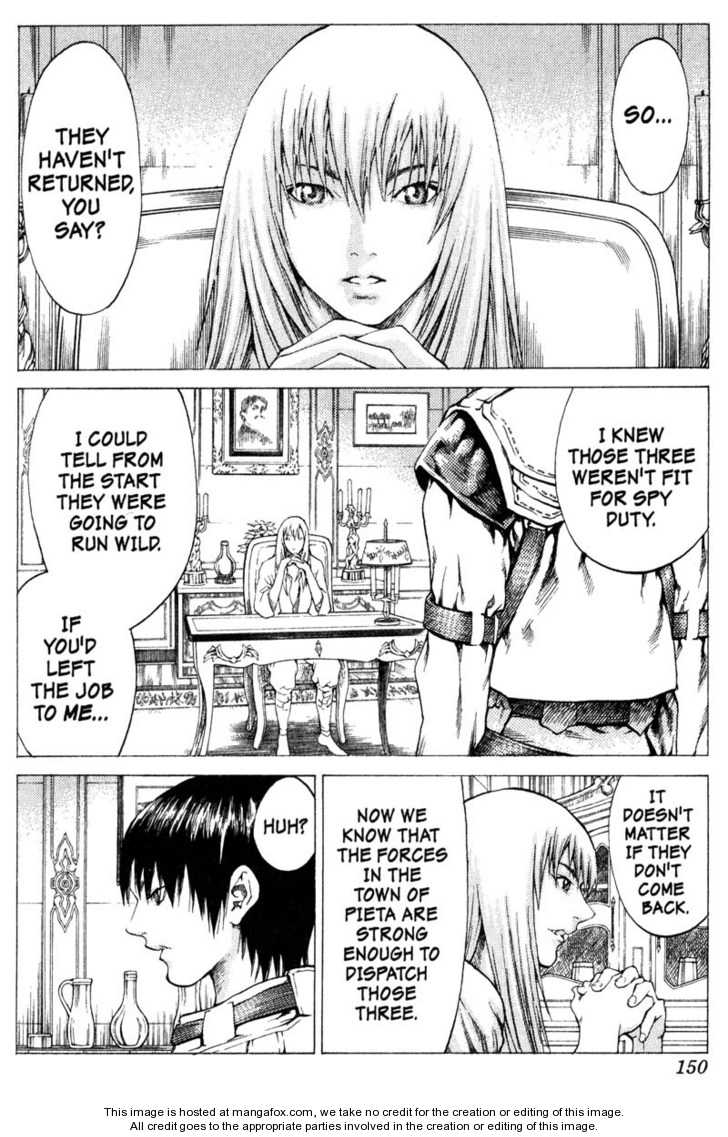 SO...
THEY
HAVEN'T
RETURNED,
YOU
SAY?
I KNEW
THOSE THREE
WEREN'T FIT
FOR SPY
DUTY.
I COULD
TELL FROM
THE START
THEY WERE
GOING TO
RUN WILD.
IF
YOU'D
LEFT
THE JOB
TO ME...
IT
DOESN'T
MATTER
IF THEY
DON'T
COME
BACK.
NOW WE
KNOW THAT
THE FORCES
IN THE
TOWN OF
PIETA ARE
STRONG
ENOUGH TO
DISPATCH
THOSE
THREE.
HUH?
150
This image is hosted at mangafox.com, we take no credit for the creation or editing of this image.
All credit goes to the appropriate parties involved in the creation or editing of this image.